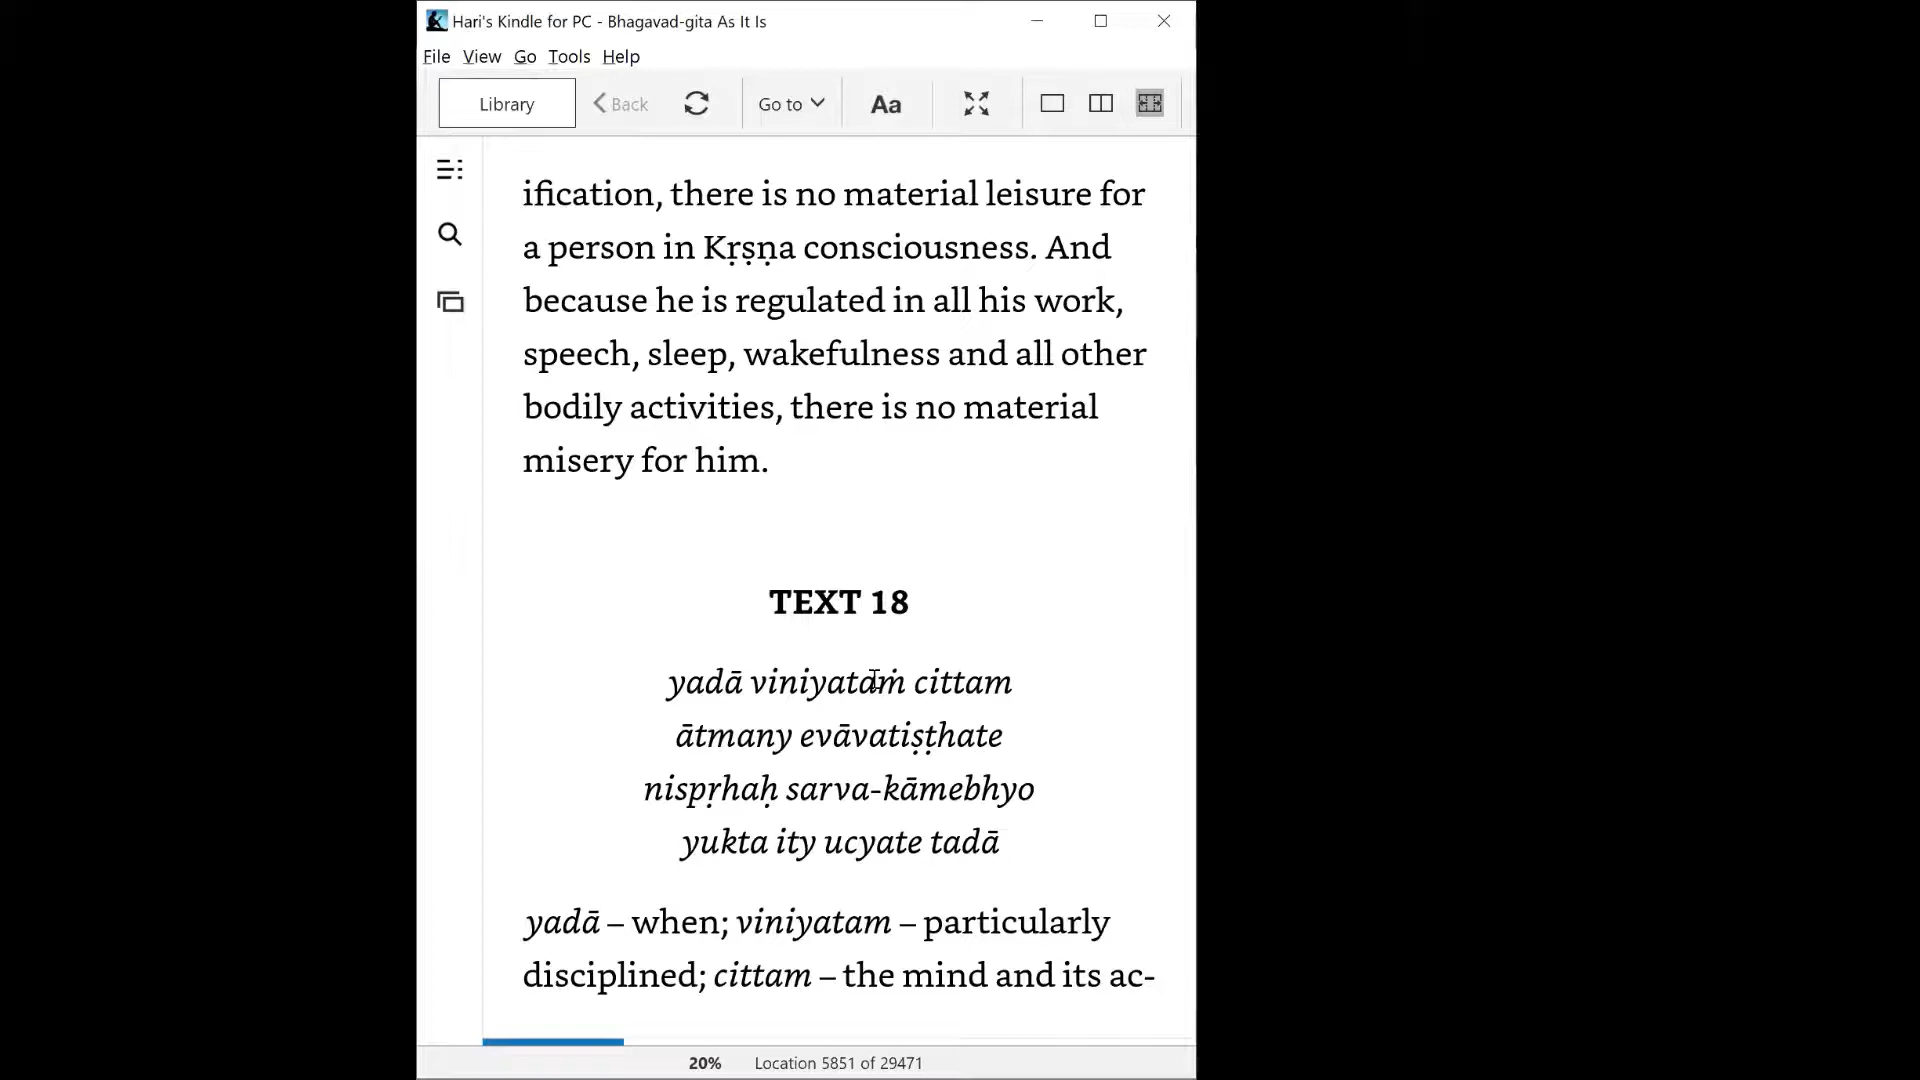 Hari's Kindle for PC - Bhagavad-gita As It Is
File View Go Tools Help
Library Back Go to Aa
ification, there is no material leisure for
a person in Kṛṣṇa consciousness. And
because he is regulated in all his work,
speech, sleep, wakefulness and all other
bodily activities, there is no material
misery for him.
TEXT 18
yadā viniyataṁ cittam
ātmany evāvatiṣṭhate
nispṛhaḥ sarva-kāmebhyo
yukta ity ucyate tadā
yadā – when; viniyatam – particularly
disciplined; cittam – the mind and its ac-
20% Location 5851 of 29471